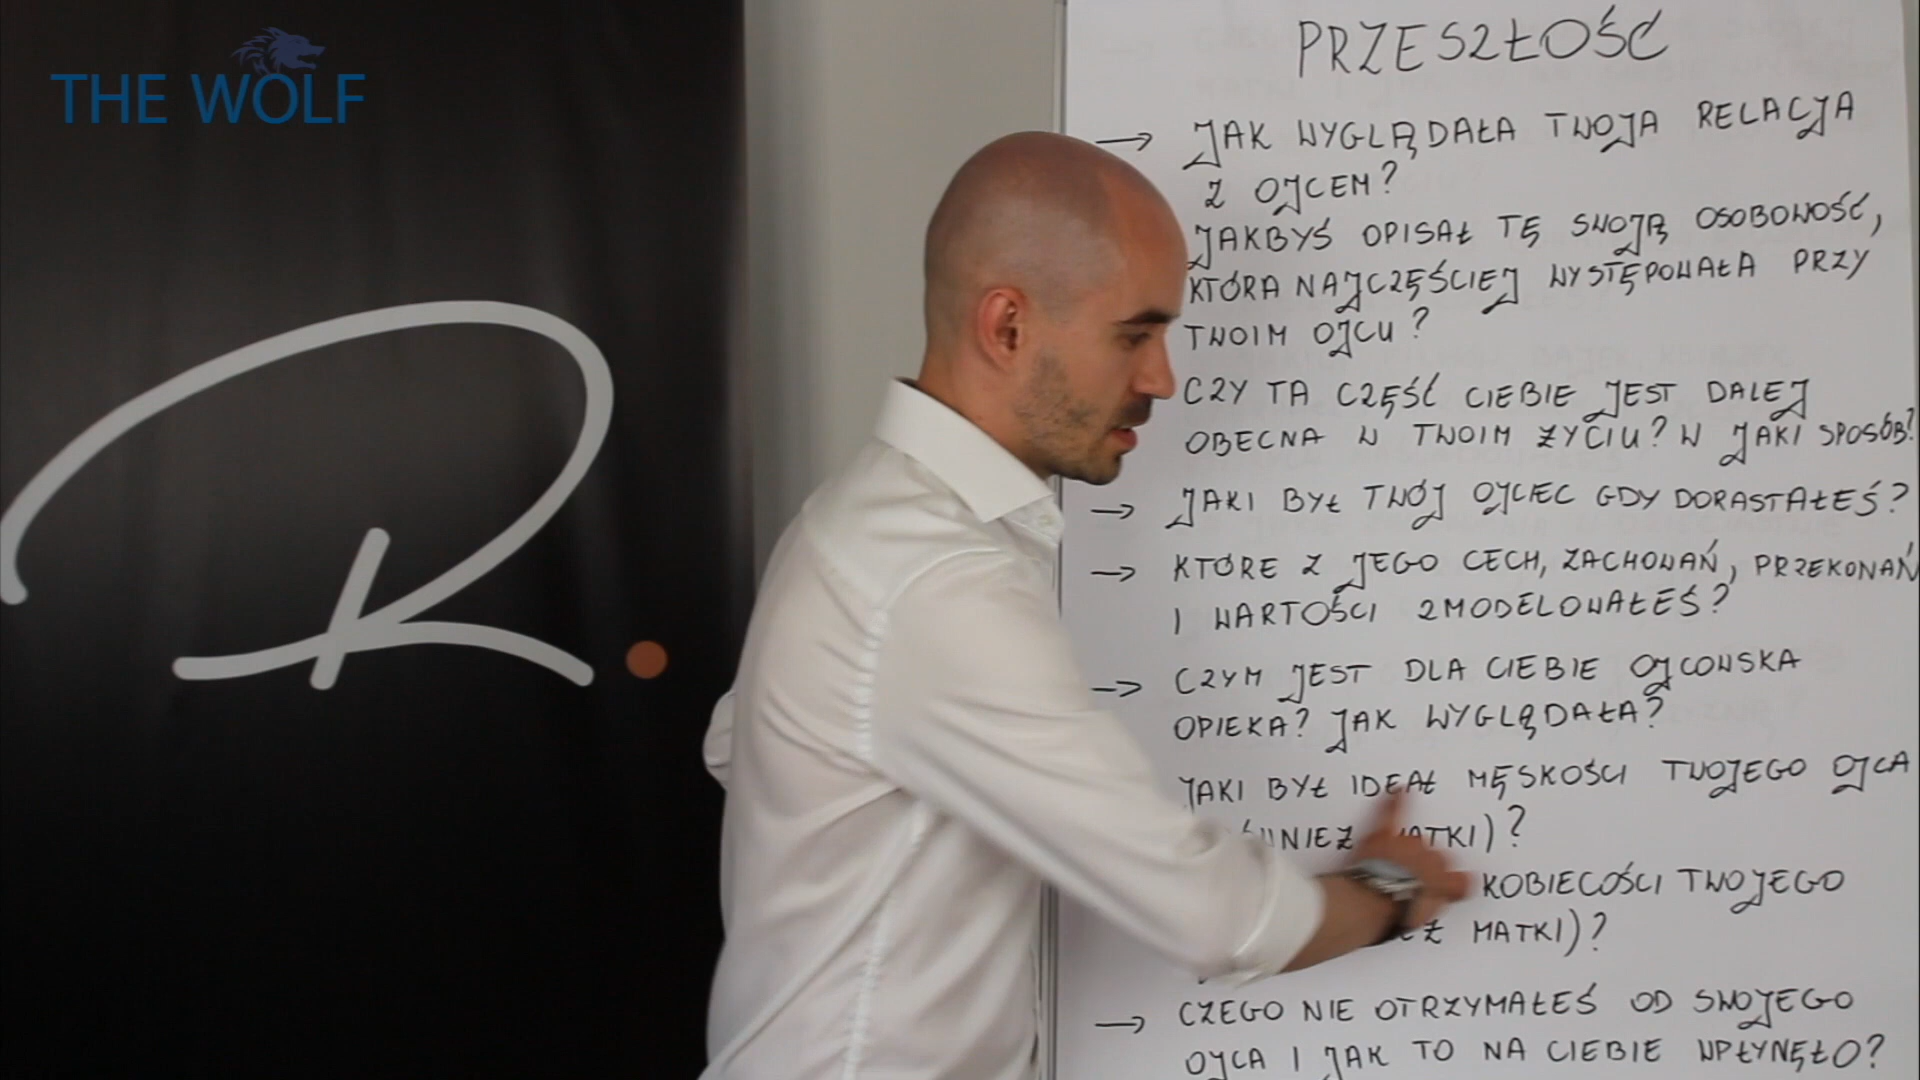 THE WOLF
R.
PRZESZŁOŚĆ
→ JAK WYGLĄDAŁA TWOJA RELACJA
Z OJCEM?
JAKBYŚ OPISAŁ TĘ SWOJĄ OSOBOWOŚĆ,
KTÓRA NAJCZĘŚCIEJ WYSTĘPOWAŁA PRZY
TWOIM OJCU?
CZY TA CZĘŚĆ CIEBIE JEST DALEJ
OBECNA W TWOIM ŻYCIU? W JAKI SPOSÓB?
→ JAKI BYŁ TWÓJ OJCIEC GDY DORASTAŁEŚ?
→ KTÓRE Z JEGO CECH, ZACHOWAŃ, PRZEKONAŃ
I WARTOŚCI ZMODELOWAŁEŚ?
→ CZYM JEST DLA CIEBIE OJCOWSKA
OPIEKA? JAK WYGLĄDAŁA?
JAKI BYŁ IDEAŁ MĘSKOŚCI TWOJEGO OJCA
MATKI)?
KOBIECOŚCI TWOJEGO
MATKI)?
→ CZEGO NIE OTRZYMAŁEŚ OD SWOJEGO
OJCA I JAK TO NA CIEBIE WPŁYNĘŁO?